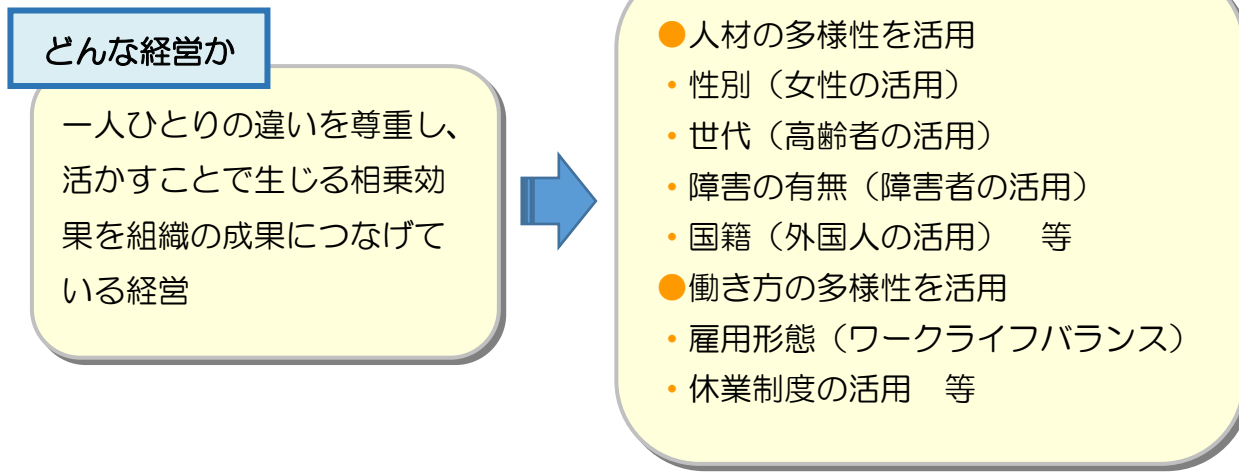 どんな経営か
一人ひとりの違いを尊重し、
活かすことで生じる相乗効
果を組織の成果につなげて
いる経営
●人材の多様性を活用
・性別（女性の活用）
・世代（高齢者の活用）
・障害の有無（障害者の活用）
・国籍（外国人の活用）　等
●働き方の多様性を活用
・雇用形態（ワークライフバランス）
・休業制度の活用　等